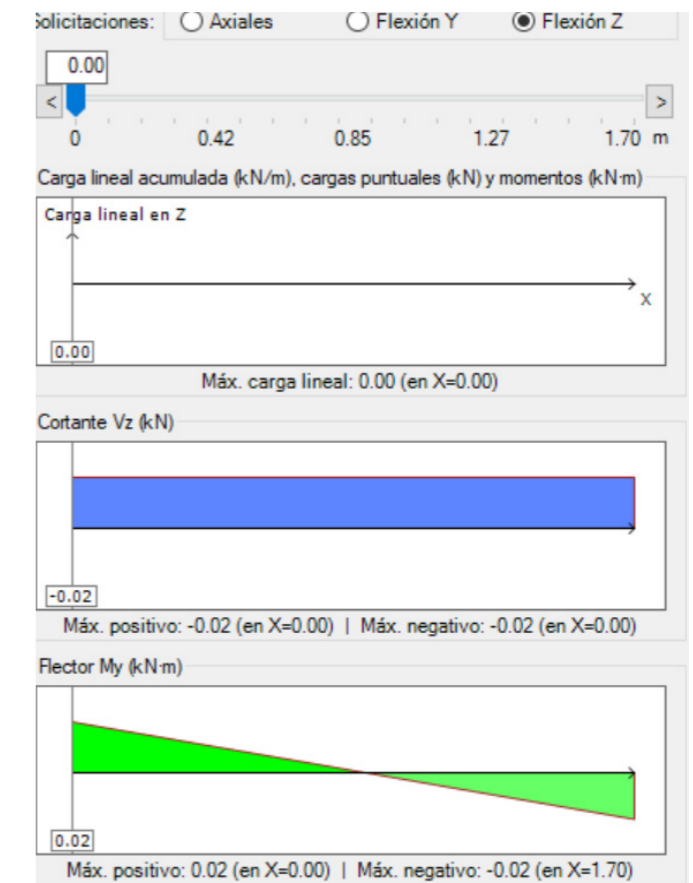 Solicitaciones: Axiales Flexión Y Flexión Z
0.00
< >
0 0.42 0.85 1.27 1.70 m
Carga lineal acumulada (kN/m), cargas puntuales (kN) y momentos (kN·m)
Carga lineal en Z
X
0.00
Máx. carga lineal: 0.00 (en X=0.00)
Cortante Vz (kN)
-0.02
Máx. positivo: -0.02 (en X=0.00) | Máx. negativo: -0.02 (en X=0.00)
Flector My (kN·m)
0.02
Máx. positivo: 0.02 (en X=0.00) | Máx. negativo: -0.02 (en X=1.70)